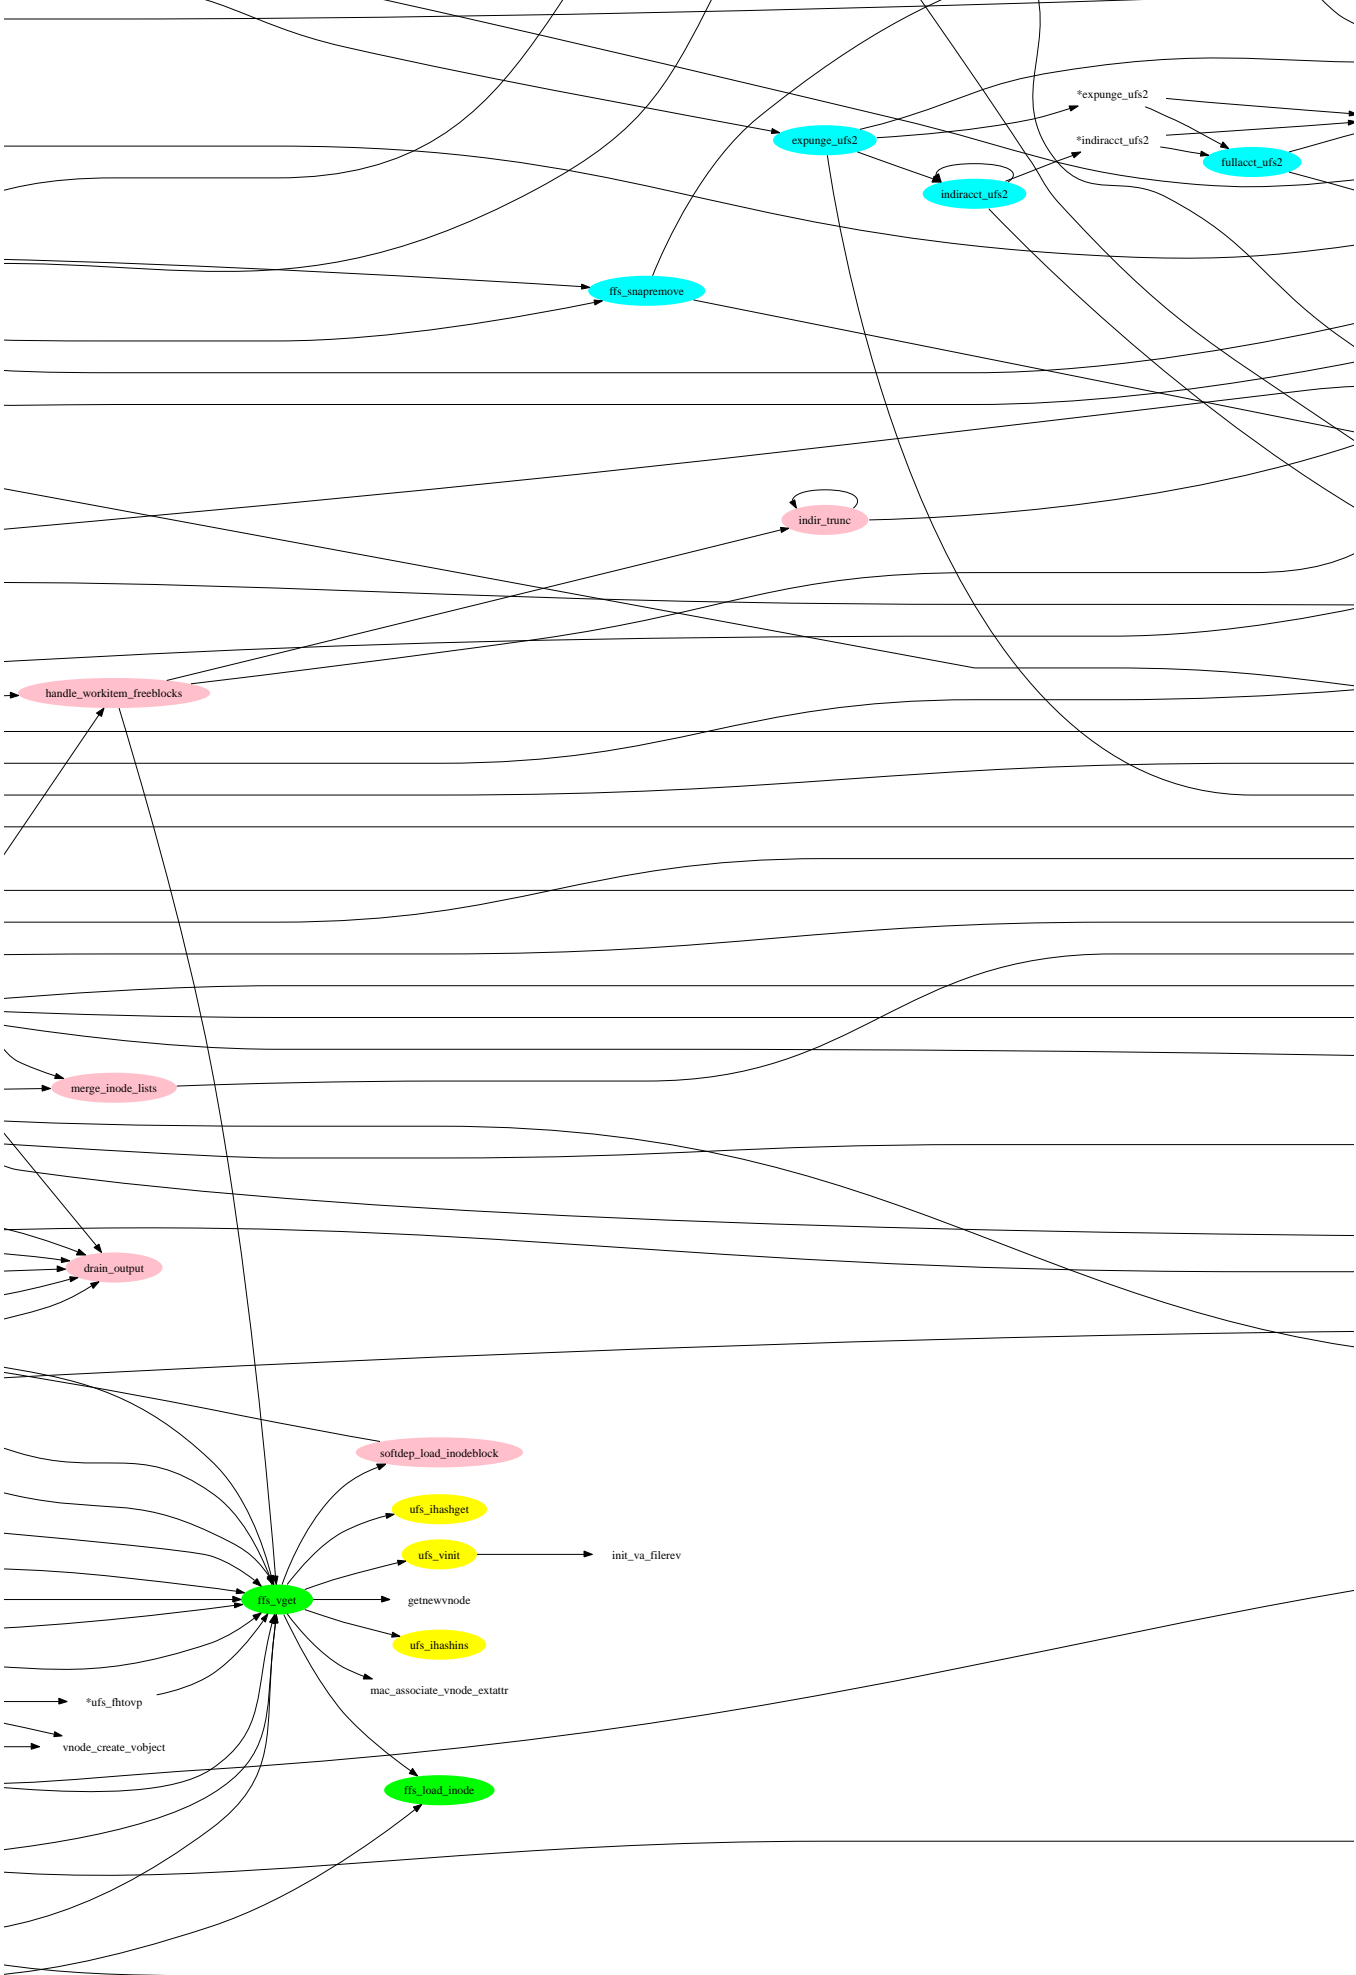 *expunge_ufs2
expunge_ufs2
*indiracct_ufs2
fullacct_ufs2
indiracct_ufs2
ffs_snapremove
indir_trunc
handle_workitem_freeblocks
merge_inode_lists
drain_output
softdep_load_inodeblock
ufs_ihashget
ufs_vinit
init_va_filerev
ffs_vget
getnewvnode
ufs_ihashins
mac_associate_vnode_extattr
*ufs_fhtovp
vnode_create_vobject
ffs_load_inode